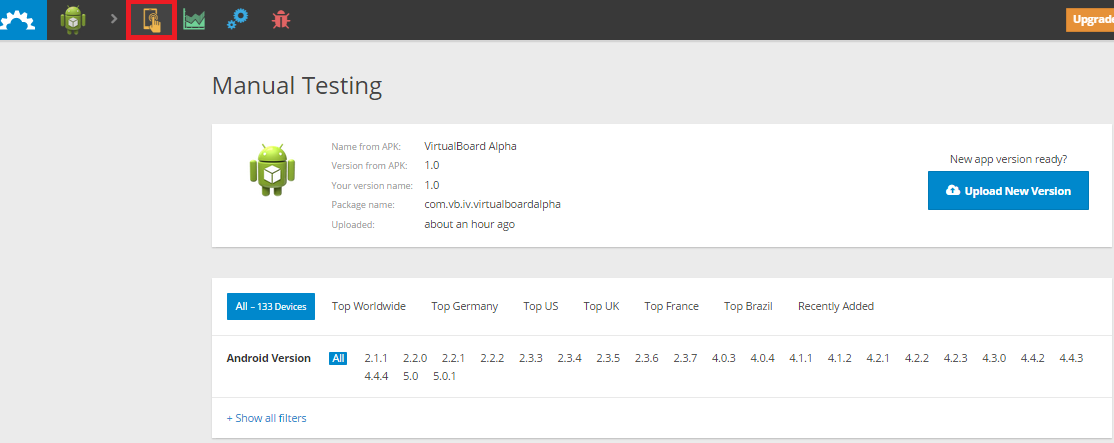 Upgrade
Manual Testing
Name from APK: VirtualBoard Alpha
Version from APK: 1.0
Your version name: 1.0
Package name: com.vb.iv.virtualboardalpha
Uploaded: about an hour ago
New app version ready?
Upload New Version
All – 133 Devices Top Worldwide Top Germany Top US Top UK Top France Top Brazil Recently Added
Android Version All 2.1.1 2.2.0 2.2.1 2.2.2 2.3.3 2.3.4 2.3.5 2.3.6 2.3.7 4.0.3 4.0.4 4.1.1 4.1.2 4.2.1 4.2.2 4.2.3 4.3.0 4.4.2 4.4.3
4.4.4 5.0 5.0.1
+ Show all filters